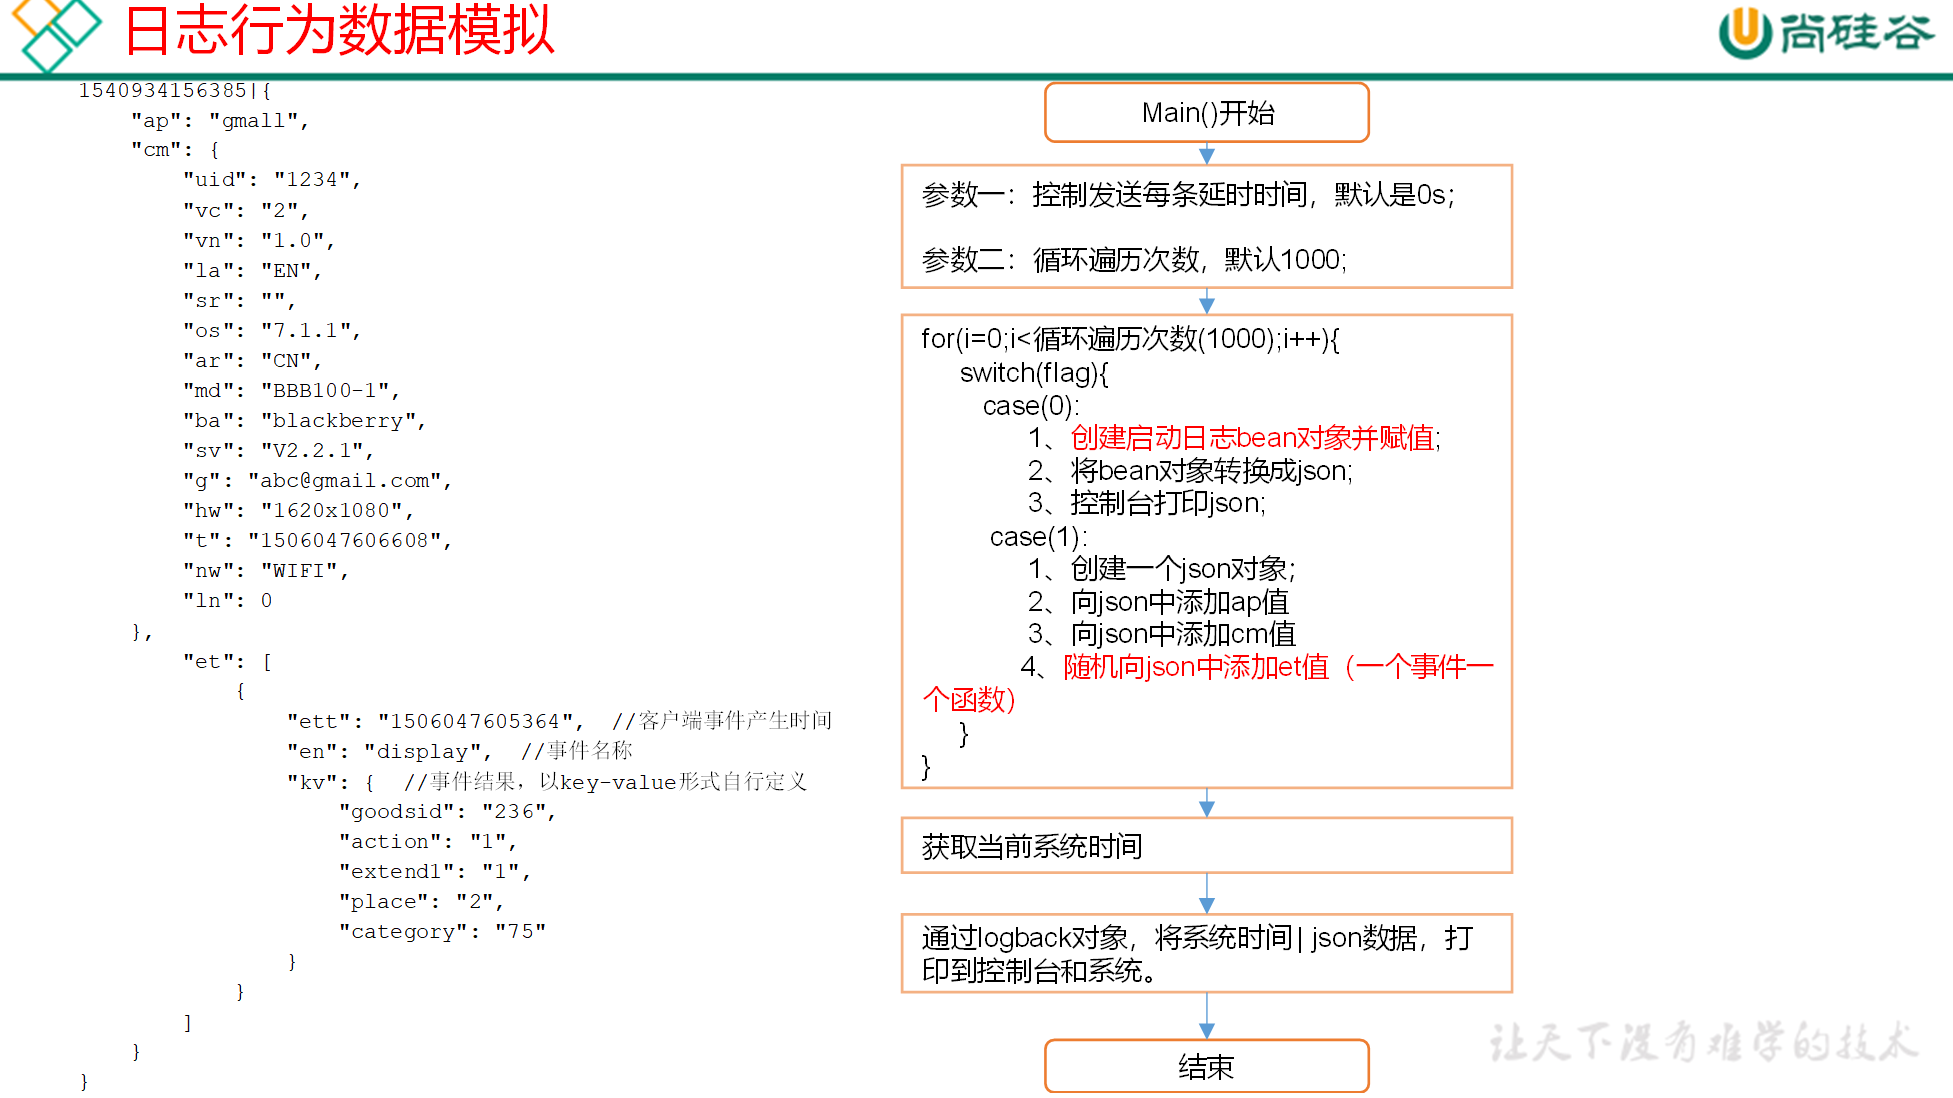 日志行为数据模拟
尚硅谷
1540934156385|{
"ap": "gmall",
"cm": {
"uid": "1234",
"vc": "2",
"vn": "1.0",
"la": "EN",
"sr": "",
"os": "7.1.1",
"ar": "CN",
"md": "BBB100-1",
"ba": "blackberry",
"sv": "V2.2.1",
"g": "abc@gmail.com",
"hw": "1620x1080",
"t": "1506047606608",
"nw": "WIFI",
"ln": 0
},
"et": [
{
"ett": "1506047605364", //客户端事件产生时间
"en": "display", //事件名称
"kv": { //事件结果，以key-value形式自行定义
"goodsid": "236",
"action": "1",
"extend1": "1",
"place": "2",
"category": "75"
}
}
]
}
}
Main()开始
参数一：控制发送每条延时时间，默认是0s；
参数二：循环遍历次数，默认1000;
for(i=0;i<循环遍历次数(1000);i++){
switch(flag){
case(0):
1、创建启动日志bean对象并赋值;
2、将bean对象转换成json;
3、控制台打印json;
case(1):
1、创建一个json对象；
2、向json中添加ap值
3、向json中添加cm值
4、随机向json中添加et值（一个事件一
个函数）
}
}
获取当前系统时间
通过logback对象，将系统时间| json数据，打
印到控制台和系统。
结束
让天下没有难学的技术